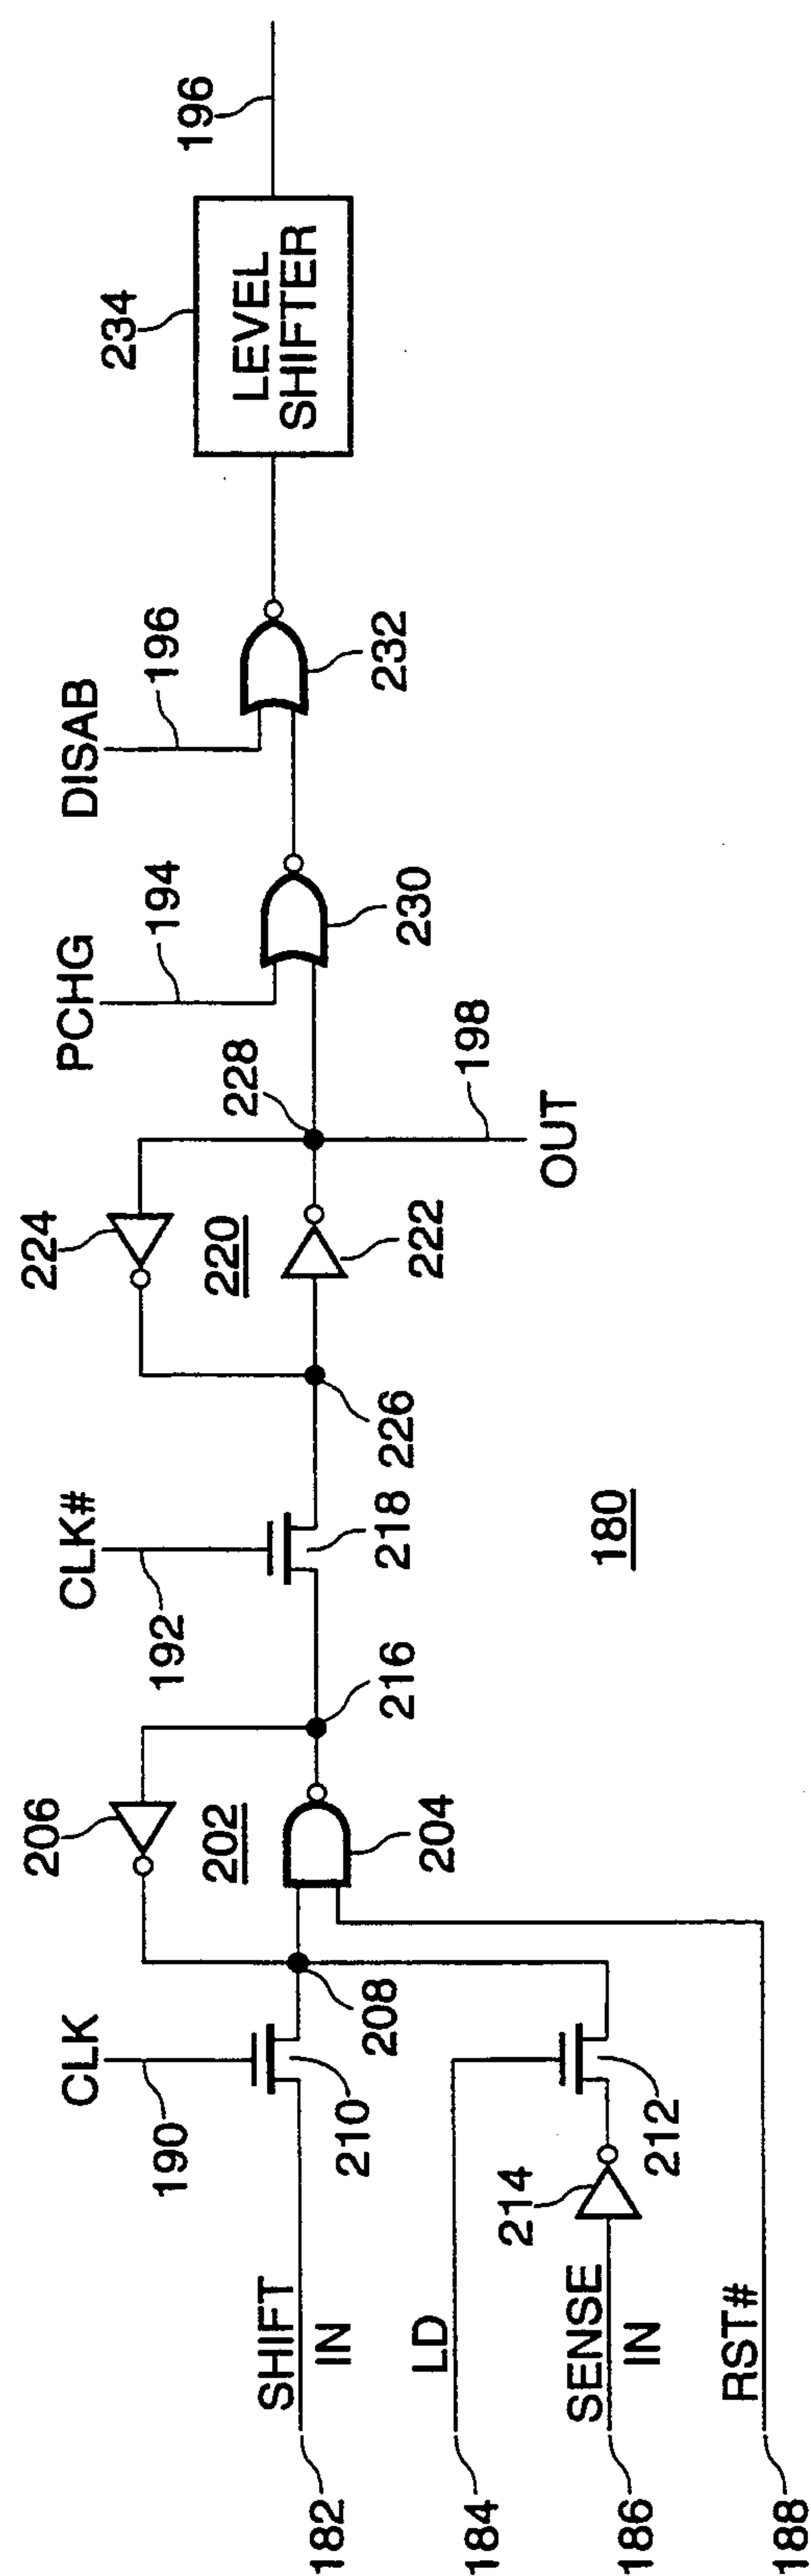 SHIFT
IN
182
LD
184
SENSE
IN
186
RST#
188
CLK
190
210
214
212
208
206
202
204
216
CLK#
192
218
226
224
220
222
228
OUT
198
PCHG
194
230
DISAB
196
232
234
LEVEL
SHIFTER
196
180